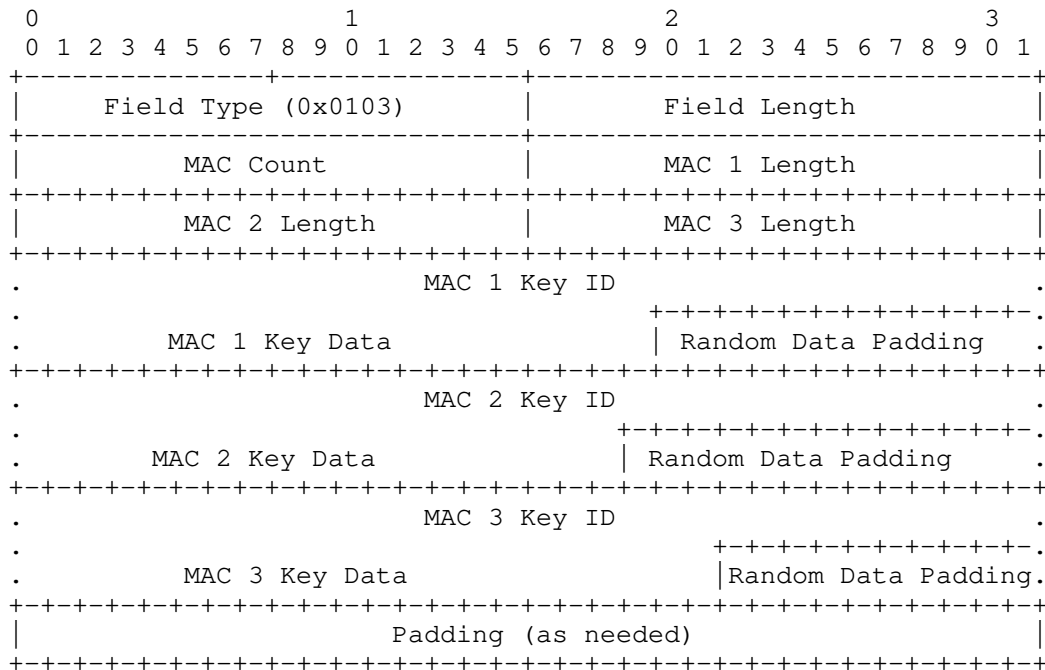 0                   1                   2                   3
0 1 2 3 4 5 6 7 8 9 0 1 2 3 4 5 6 7 8 9 0 1 2 3 4 5 6 7 8 9 0 1
+---------------+---------------+-------------------------------+
|     Field Type (0x0103)       |        Field Length           |
+-------------------------------+-------------------------------+
|          MAC Count            |        MAC 1 Length           |
+-+-+-+-+-+-+-+-+-+-+-+-+-+-+-+-+-+-+-+-+-+-+-+-+-+-+-+-+-+-+-+-+
|          MAC 2 Length         |        MAC 3 Length           |
+-+-+-+-+-+-+-+-+-+-+-+-+-+-+-+-+-+-+-+-+-+-+-+-+-+-+-+-+-+-+-+-+
.                         MAC 1 Key ID                          .
.                                       +-+-+-+-+-+-+-+-+-+-+-+-.
.         MAC 1 Key Data                | Random Data Padding   .
+-+-+-+-+-+-+-+-+-+-+-+-+-+-+-+-+-+-+-+-+-+-+-+-+-+-+-+-+-+-+-+-+
.                         MAC 2 Key ID                          .
.                                     +-+-+-+-+-+-+-+-+-+-+-+-+-.
.        MAC 2 Key Data               | Random Data Padding     .
+-+-+-+-+-+-+-+-+-+-+-+-+-+-+-+-+-+-+-+-+-+-+-+-+-+-+-+-+-+-+-+-+
.                         MAC 3 Key ID                          .
.                                           +-+-+-+-+-+-+-+-+-+-.
.          MAC 3 Key Data                   |Random Data Padding.
+-+-+-+-+-+-+-+-+-+-+-+-+-+-+-+-+-+-+-+-+-+-+-+-+-+-+-+-+-+-+-+-+
|                       Padding (as needed)                     |
+-+-+-+-+-+-+-+-+-+-+-+-+-+-+-+-+-+-+-+-+-+-+-+-+-+-+-+-+-+-+-+-+